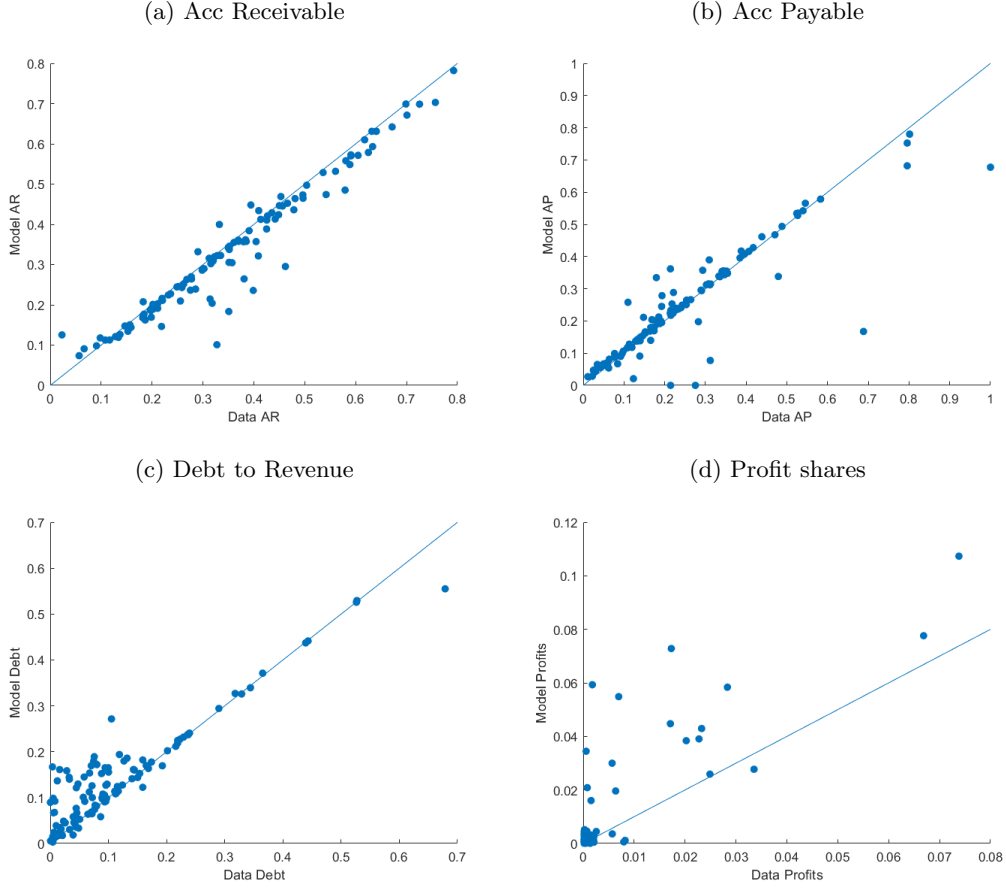 (a) Acc Receivable
0.8
0.7
0.6
0.5
0.4
0.3
0.2
0.1
0
Model AR
0 0.1 0.2 0.3 0.4 0.5 0.6 0.7 0.8
Data AR
(b) Acc Payable
1
0.9
0.8
0.7
0.6
0.5
0.4
0.3
0.2
0.1
0
Model AP
0 0.1 0.2 0.3 0.4 0.5 0.6 0.7 0.8 0.9 1
Data AP
(c) Debt to Revenue
0.7
0.6
0.5
0.4
0.3
0.2
0.1
0
Model Debt
0 0.1 0.2 0.3 0.4 0.5 0.6 0.7
Data Debt
(d) Profit shares
0.12
0.1
0.08
0.06
0.04
0.02
0
Model Profits
0 0.01 0.02 0.03 0.04 0.05 0.06 0.07 0.08
Data Profits